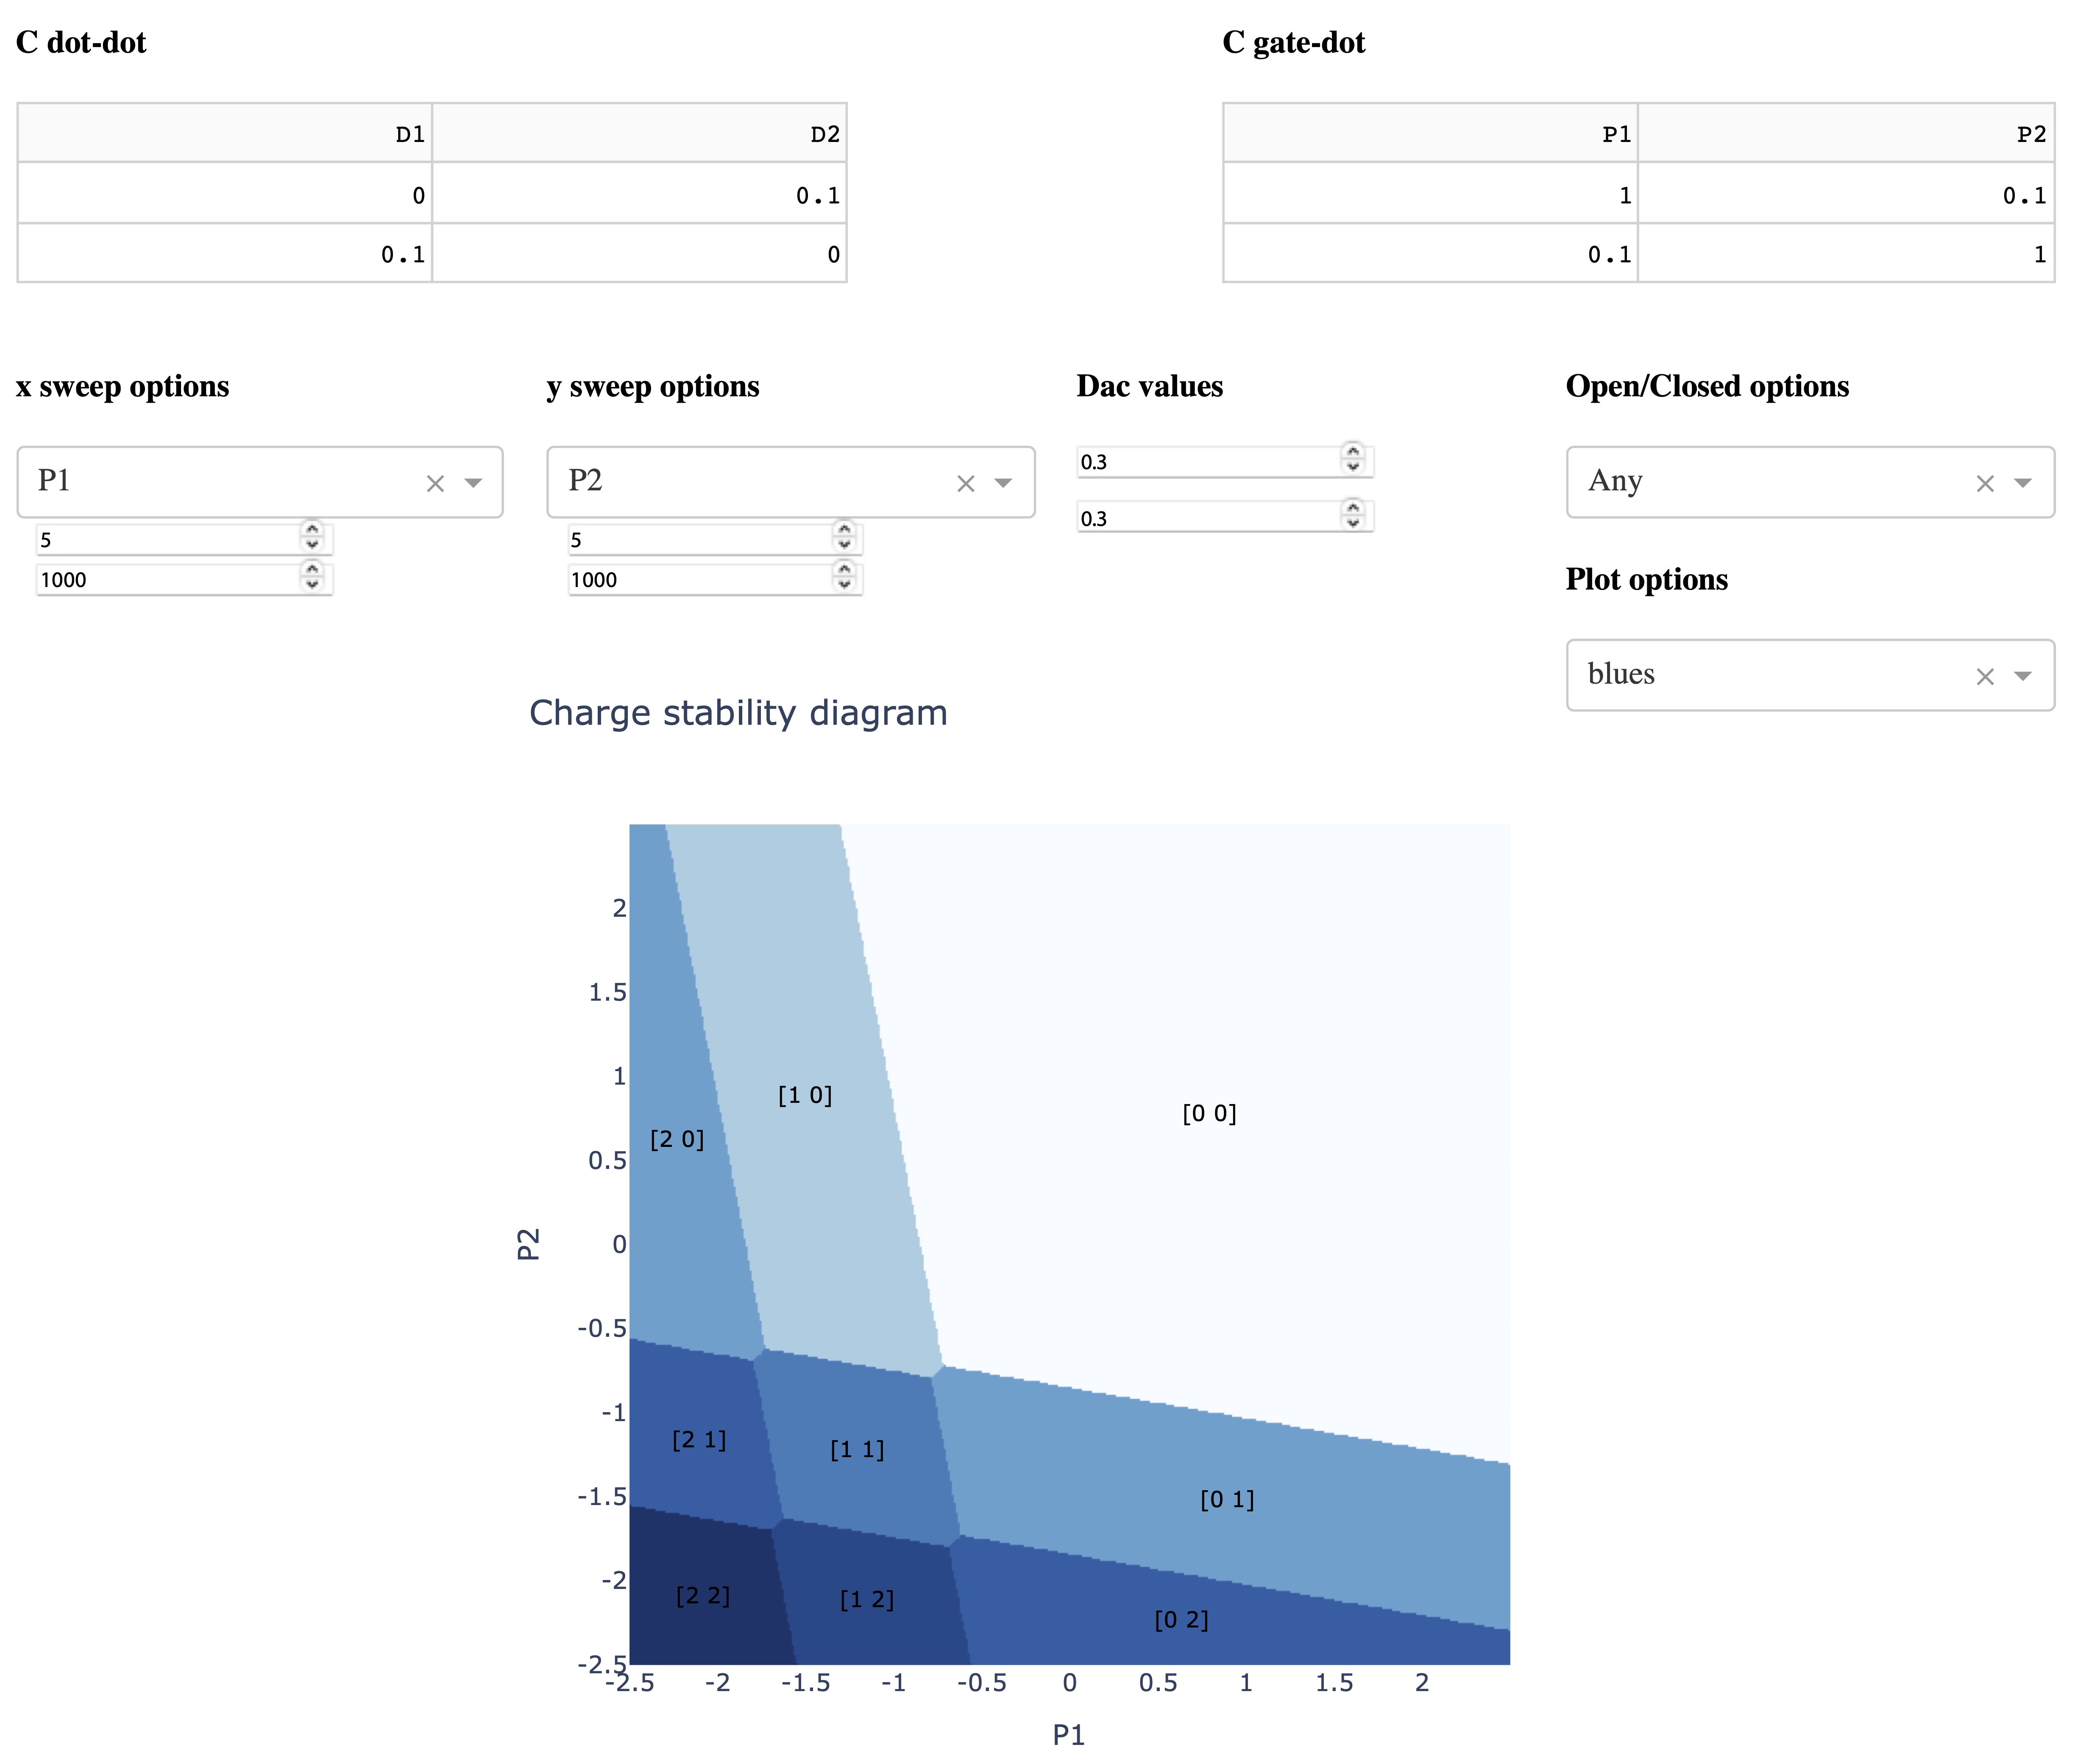 C dot-dot
C gate-dot
D1 D2
0 0.1
0.1 0
P1 P2
1 0.1
0.1 1
x sweep options
y sweep options
Dac values
Open/Closed options
P1
5
1000
P2
5
1000
0.3
0.3
Any
Plot options
blues
Charge stability diagram
2
1.5
1
0.5
0
-0.5
-1
-1.5
-2
-2.5
P2
[1 0]
[0 0]
[2 0]
[2 1]
[1 1]
[0 1]
[2 2]
[1 2]
[0 2]
-2.5 -2 -1.5 -1 -0.5 0 0.5 1 1.5 2
P1